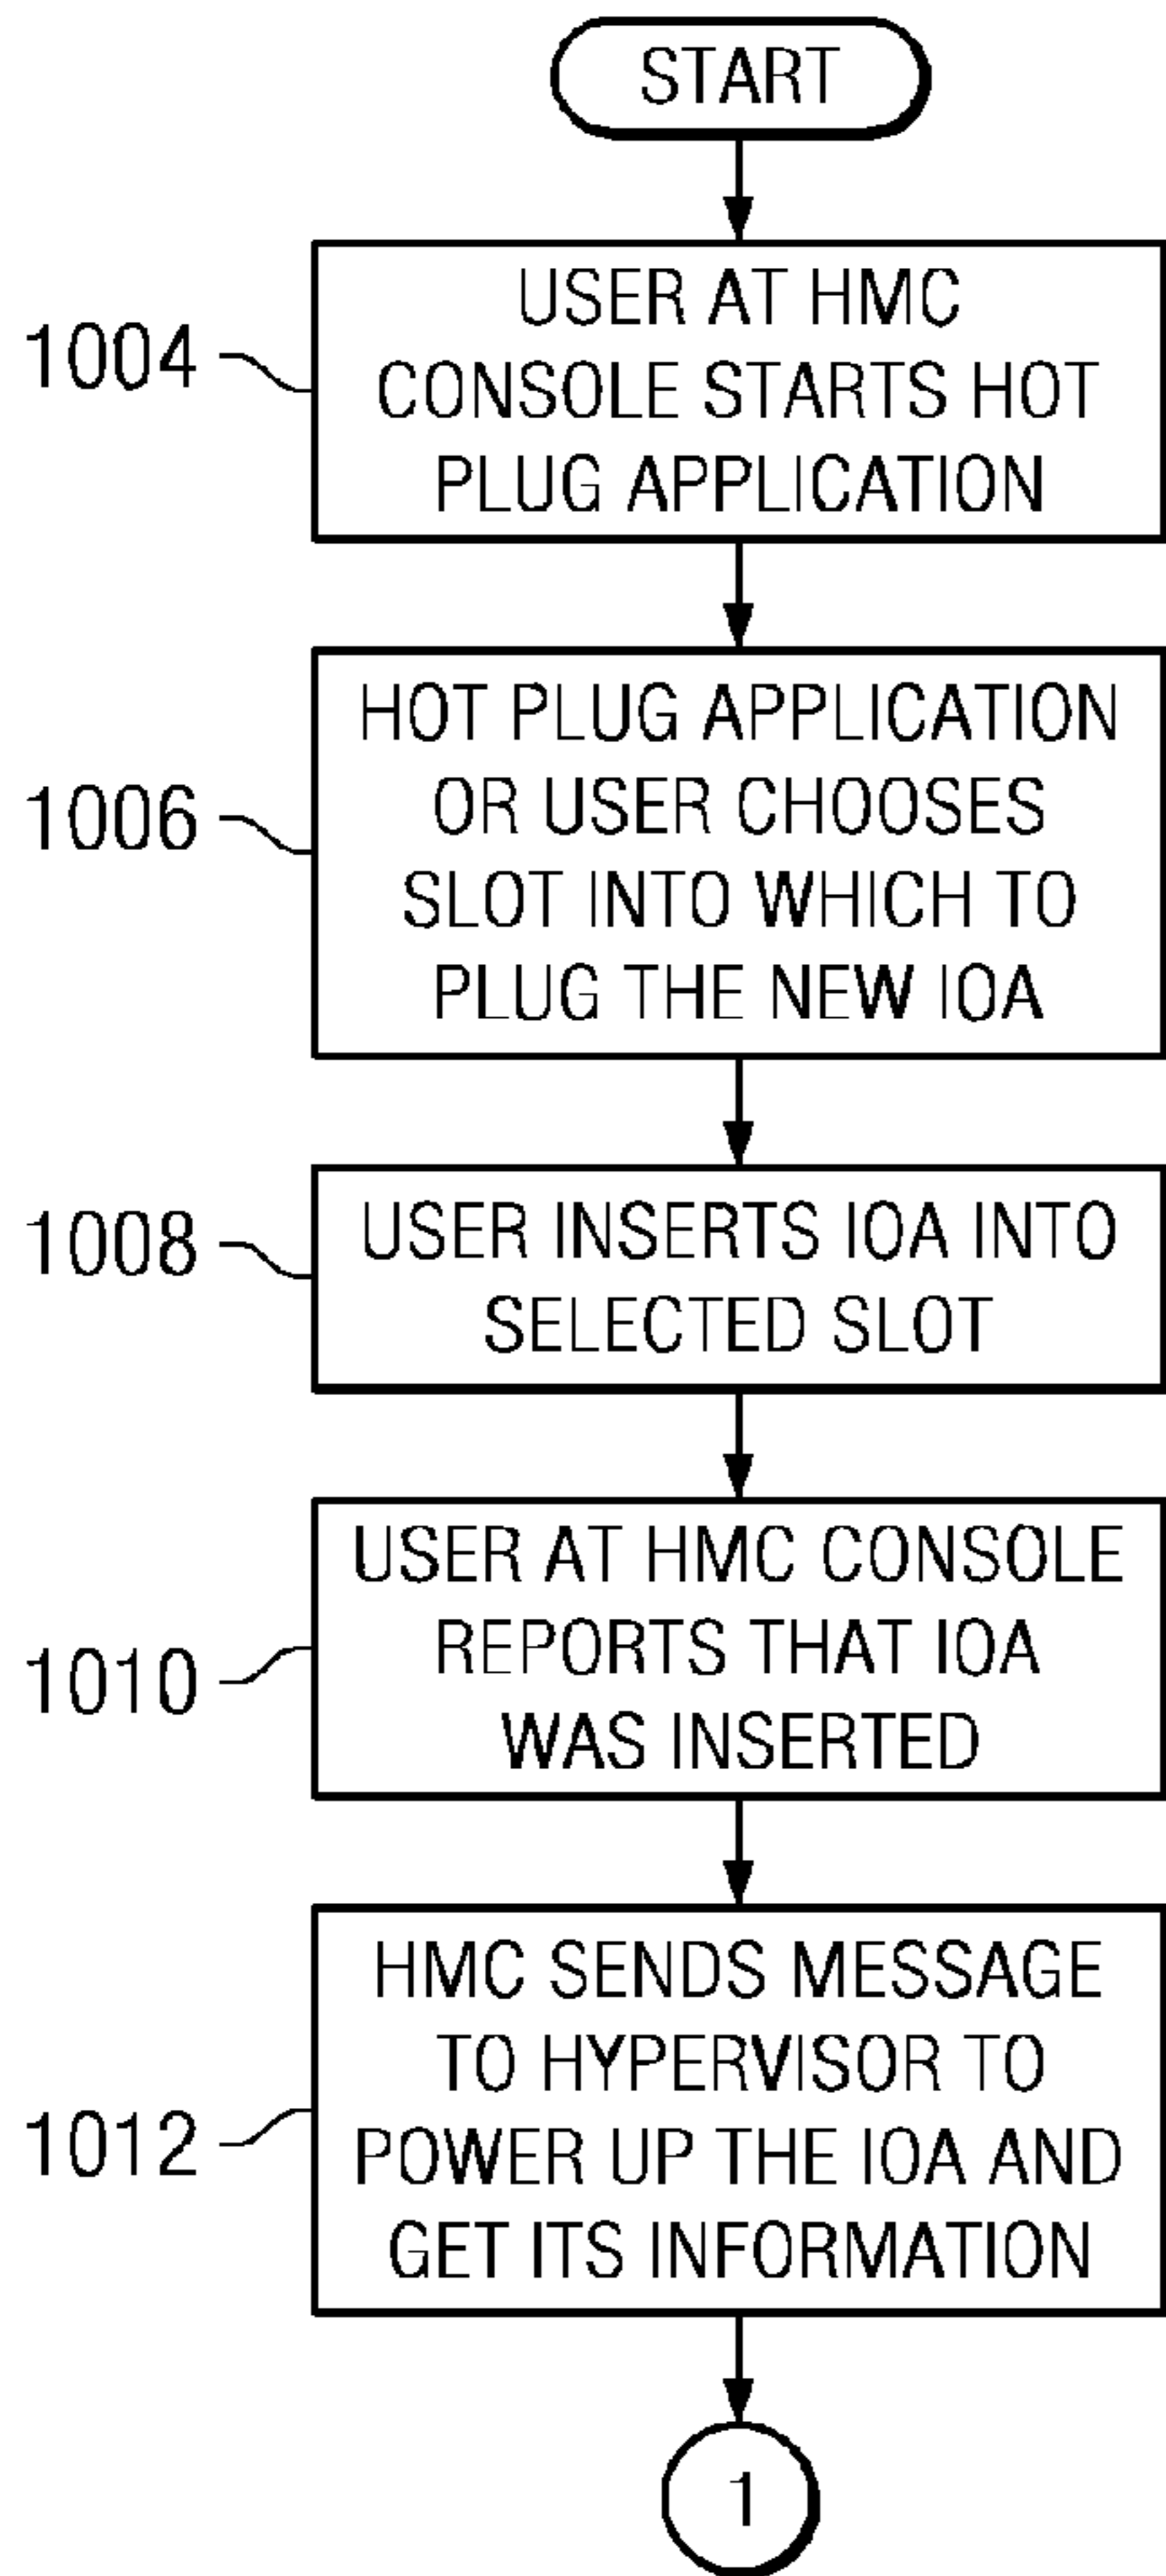 START
1004
USER AT HMC
CONSOLE STARTS HOT
PLUG APPLICATION
1006
HOT PLUG APPLICATION
OR USER CHOOSES
SLOT INTO WHICH TO
PLUG THE NEW IOA
1008
USER INSERTS IOA INTO
SELECTED SLOT
1010
USER AT HMC CONSOLE
REPORTS THAT IOA
WAS INSERTED
1012
HMC SENDS MESSAGE
TO HYPERVISOR TO
POWER UP THE IOA AND
GET ITS INFORMATION
1